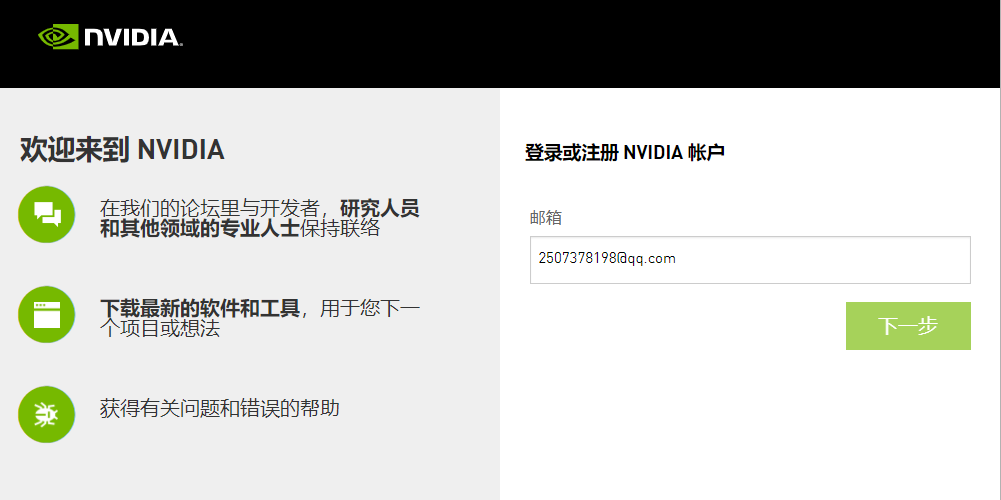 NVIDIA.
欢迎来到 NVIDIA
在我们的论坛里与开发者，研究人员
和其他领域的专业人士保持联络
下载最新的软件和工具，用于您下一
个项目或想法
获得有关问题和错误的帮助
登录或注册 NVIDIA 帐户
邮箱
2507378198@qq.com
下一步